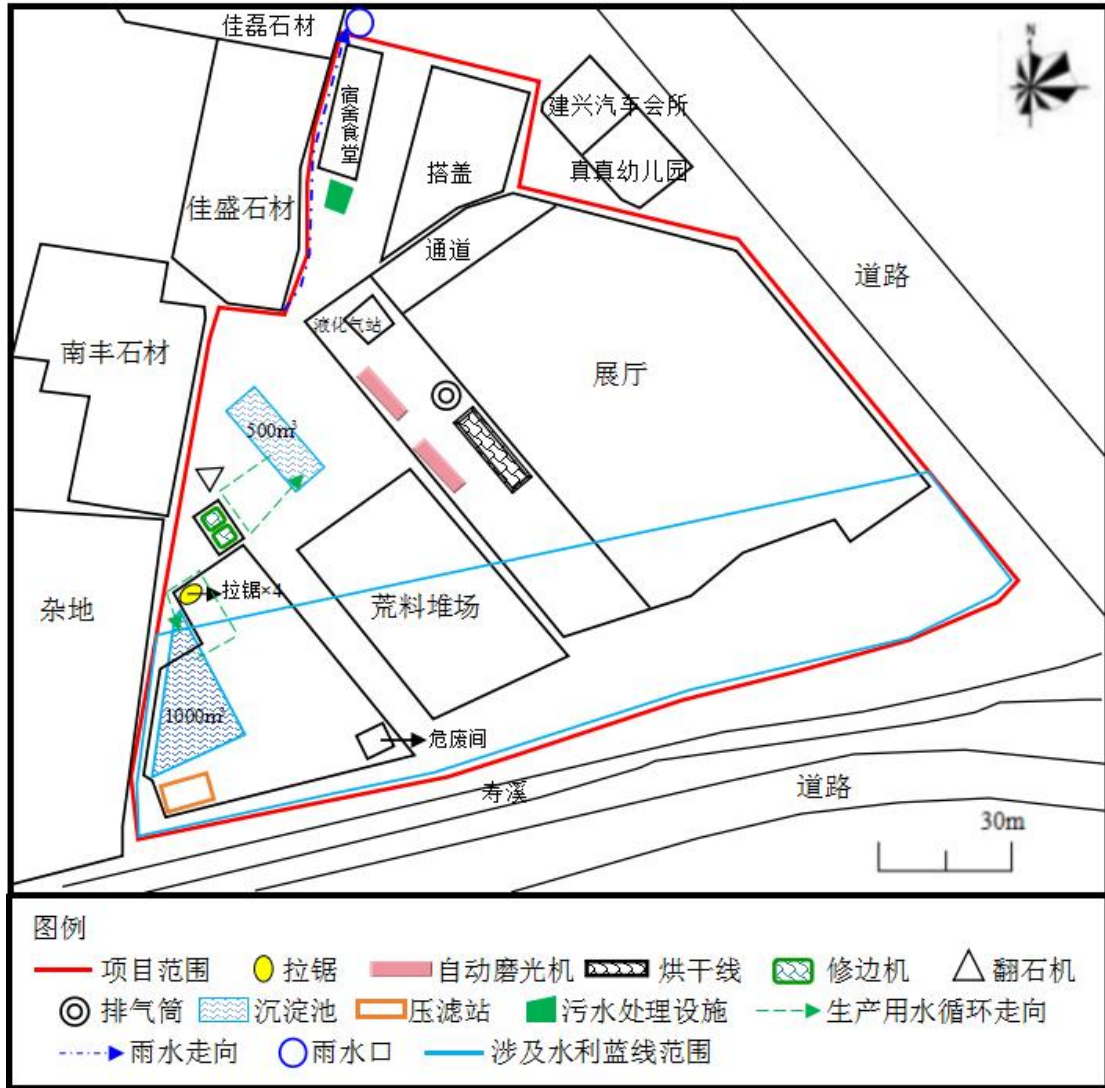 佳磊石材
N
宿舍食堂
建兴汽车会所
搭盖
真真幼儿园
佳盛石材
通道
道路
液化气站
南丰石材
展厅
500m³
拉锯×4
杂地
荒料堆场
1000m³
危废间
寿溪
道路
30m
图例
项目范围 拉锯 自动磨光机 烘干线 修边机 翻石机
排气筒 沉淀池 压滤站 污水处理设施 生产用水循环走向
雨水走向 雨水口 涉及水利蓝线范围